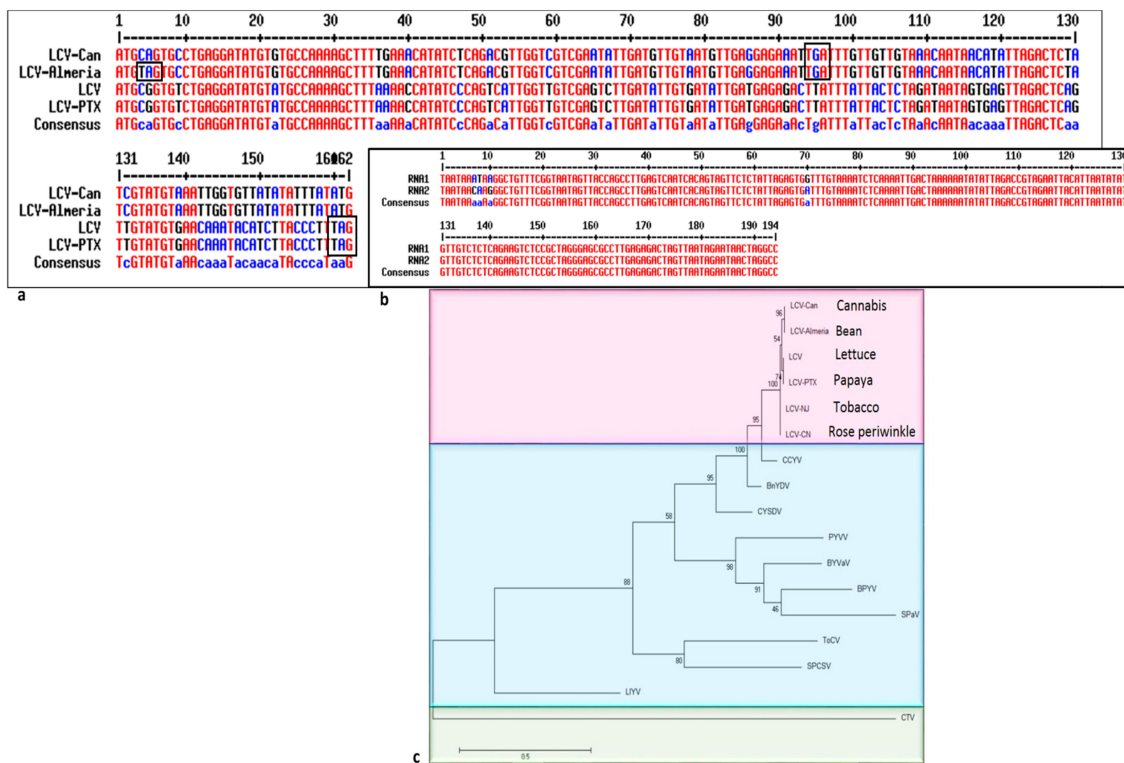 1 10 20 30 40 50 60 70 80 90 100 110 120 130
LCV-Can ATGCAGTGCCTGAGGATATGTGTGCCAAAAGCTTTTGAAACATATCTCAGACGTTGGTCGTCGAATATTGATGTTGTAATGTTGAGGAGAAATTGATTTGTTGTTGTAAACAATAACATATTAGACTCTA
LCV-Almeria ATGTAGTGCCTGAGGATATGTGTGCCAAAAGCTTTTGAAACATATCTCAGACGTTGGTCGTCGAATATTGATGTTGTAATGTTGAGGAGAAATTGATTTGTTGTTGTAAACAATAACATATTAGACTCTA
LCV ATGCGGTGTCTGAGGATATGTATGCCAAAAGCTTTAAAAACATATCCCAGTCATTGGTTGTCGAGTCTTGATATTGTGATATTGATGAGAGACTTATTTATTACTCTAGATAATAGTGAGTTAGACTCAG
LCV-PTX ATGCGGTGTCTGAGGATATGTATGCCAAAAGCTTTAAAACCATATCCCAGTCATTGGTTGTCGAGTCTTGATATTGTGATATTGATGAGAGACTTATTTATTACTCTAGATAATAGTGAGTTAGACTCAG
Consensus ATGcaGTGcCTGAGGATATGTaTGCCAAAAGCTTTaaAAaCATATCcCAGaCaTTGGTcGTCGAaTaTTGATaTTGTaATaTTGAgGAGAaAcTgATTTaTTacTcTaaAcAATAacaaaTTAGACTCaa
131 140 150 160162
LCV-Can TCGTATGTAAATTGGTGTTATATATTTATATG
LCV-Almeria TCGTATGTAAATTGGTGTTATATATTTATATG
LCV TTGTATGTGAACAAATACATCTTACCCTTTAG
LCV-PTX TTGTATGTGAACAAATACATCTTACCCTTTAG
Consensus TcGTATGTaAAcaaaTacaacaTAcccaTaaG
a
1 10 20 30 40 50 60 70 80 90 100 110 120 130
RNA1 TAATAAATAAGGCTGTTTCGGTAATAGTTACCAGCCTTGAGTCAATCACAGTAGTTCTCTATTAGAGTGGTTTGTAAAATCTCAAAATTGACTAAAAAATATATTAGACCGTAGAATTACATTAATATAT
RNA2 TAATAACAAGGGCTGTTTCGGTAATAGTTACCAGCCTTGAGTCAATCACAGTAGTTCTCTATTAGAGTGATTTGTAAAATCTCAAAATTGACTAAAAAATATATTAGACCGTAGAATTACATTAATATAT
Consensus TAATAAaaAaGGCTGTTTCGGTAATAGTTACCAGCCTTGAGTCAATCACAGTAGTTCTCTATTAGAGTGaTTTGTAAAATCTCAAAATTGACTAAAAAATATATTAGACCGTAGAATTACATTAATATAT
131 140 150 160 170 180 190 194
RNA1 GTTGTCTCTCAGAAGTCTCCGCTAGGGAGCGCCTTGAGAGACTAGTTAATAGAATAACTAGGCC
RNA2 GTTGTCTCTCAGAAGTCTCCGCTAGGGAGCGCCTTGAGAGACTAGTTAATAGAATAACTAGGCC
Consensus GTTGTCTCTCAGAAGTCTCCGCTAGGGAGCGCCTTGAGAGACTAGTTAATAGAATAACTAGGCC
b
LCV-Can Cannabis
96
LCV-Almeria Bean
54
LCV Lettuce
74
LCV-PTX Papaya
100
LCV-NJ Tobacco
95
LCV-CN Rose periwinkle
100
CCYV
95
BnYDV
CYSDV
58
PYVV
98
BYVaV
91
BPYV
88
46
SPaV
ToCV
80
SPCSV
LIYV
CTV
0.5
c